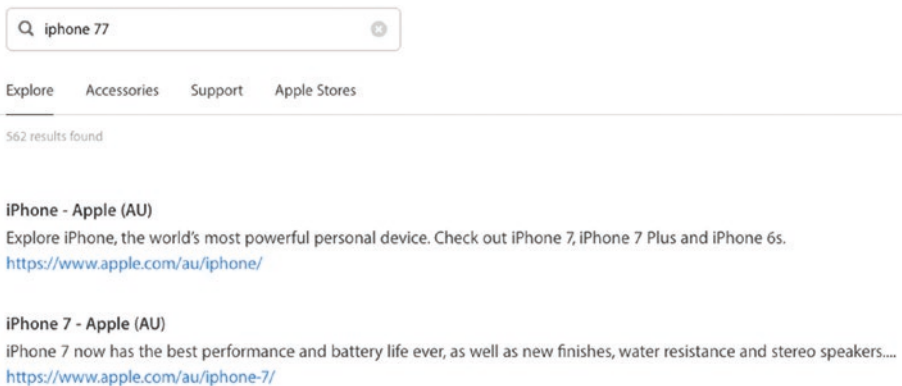 iphone 77
Explore Accessories Support Apple Stores
562 results found
iPhone - Apple (AU)
Explore iPhone, the world's most powerful personal device. Check out iPhone 7, iPhone 7 Plus and iPhone 6s.
https://www.apple.com/au/iphone/
iPhone 7 - Apple (AU)
iPhone 7 now has the best performance and battery life ever, as well as new finishes, water resistance and stereo speakers....
https://www.apple.com/au/iphone-7/